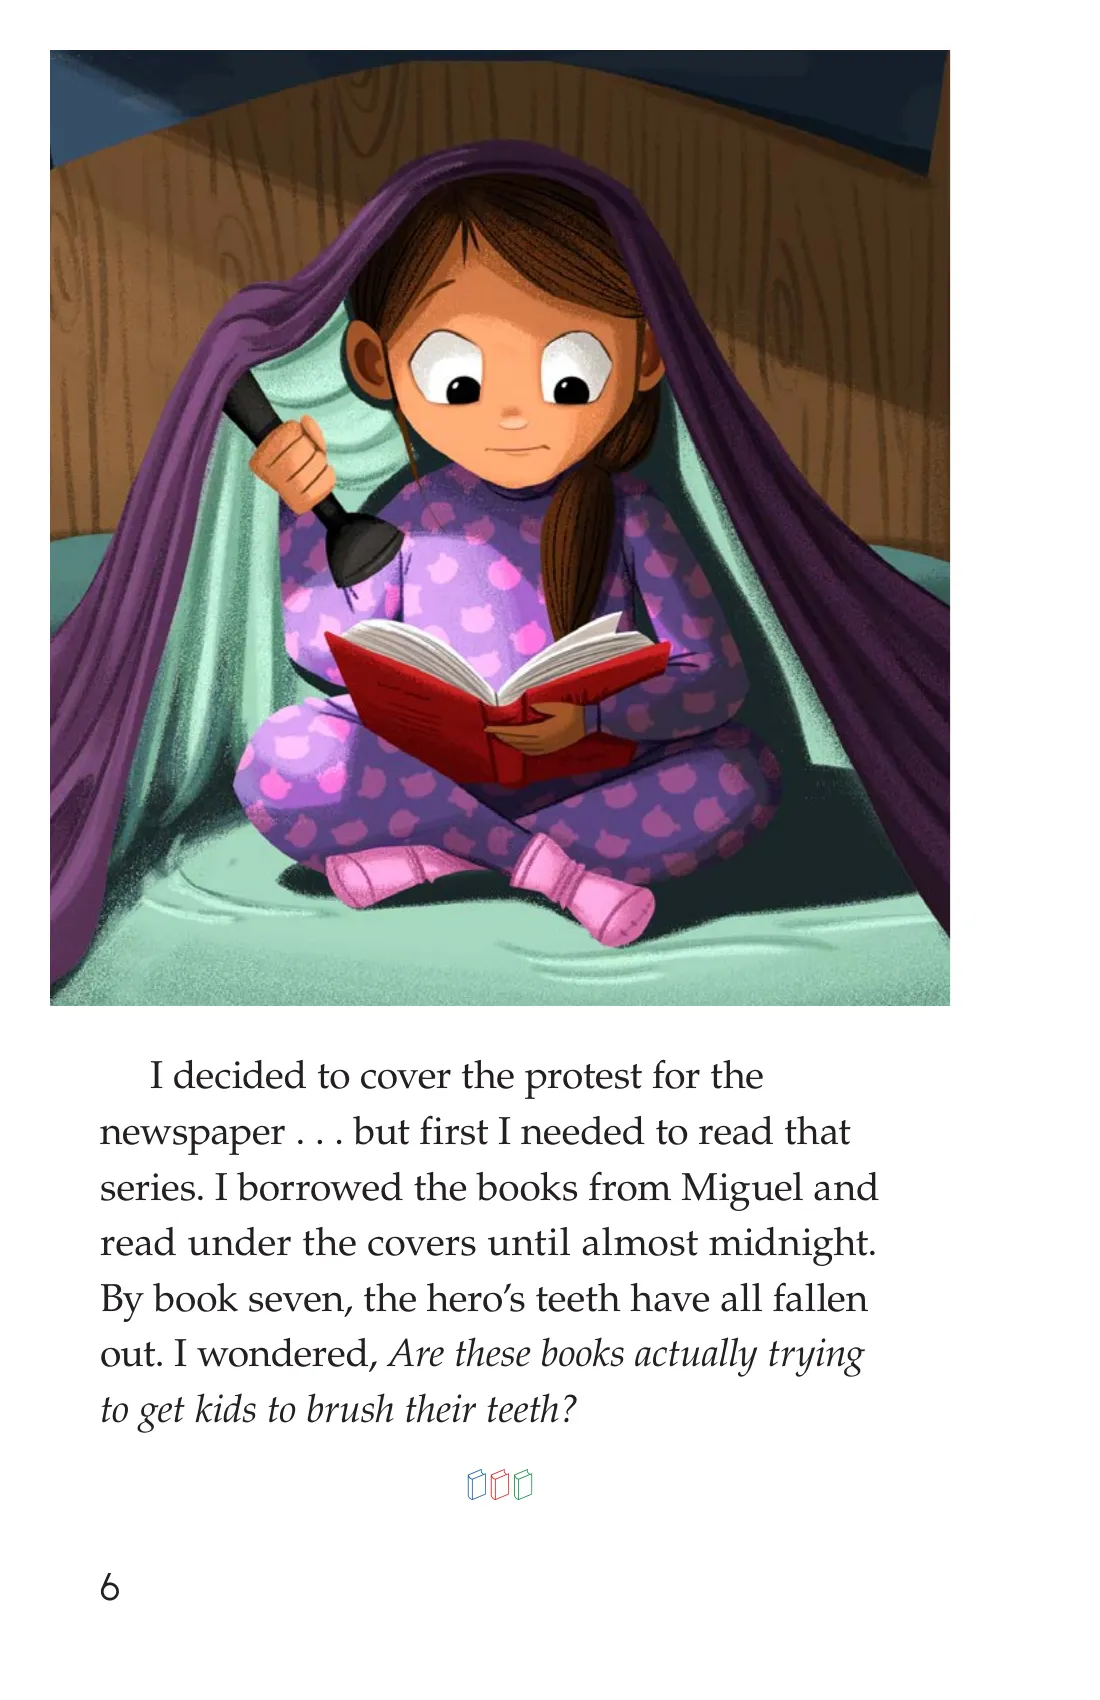 I decided to cover the protest for the
newspaper . . . but first I needed to read that
series. I borrowed the books from Miguel and
read under the covers until almost midnight.
By book seven, the hero’s teeth have all fallen
out. I wondered, Are these books actually trying
to get kids to brush their teeth?
6